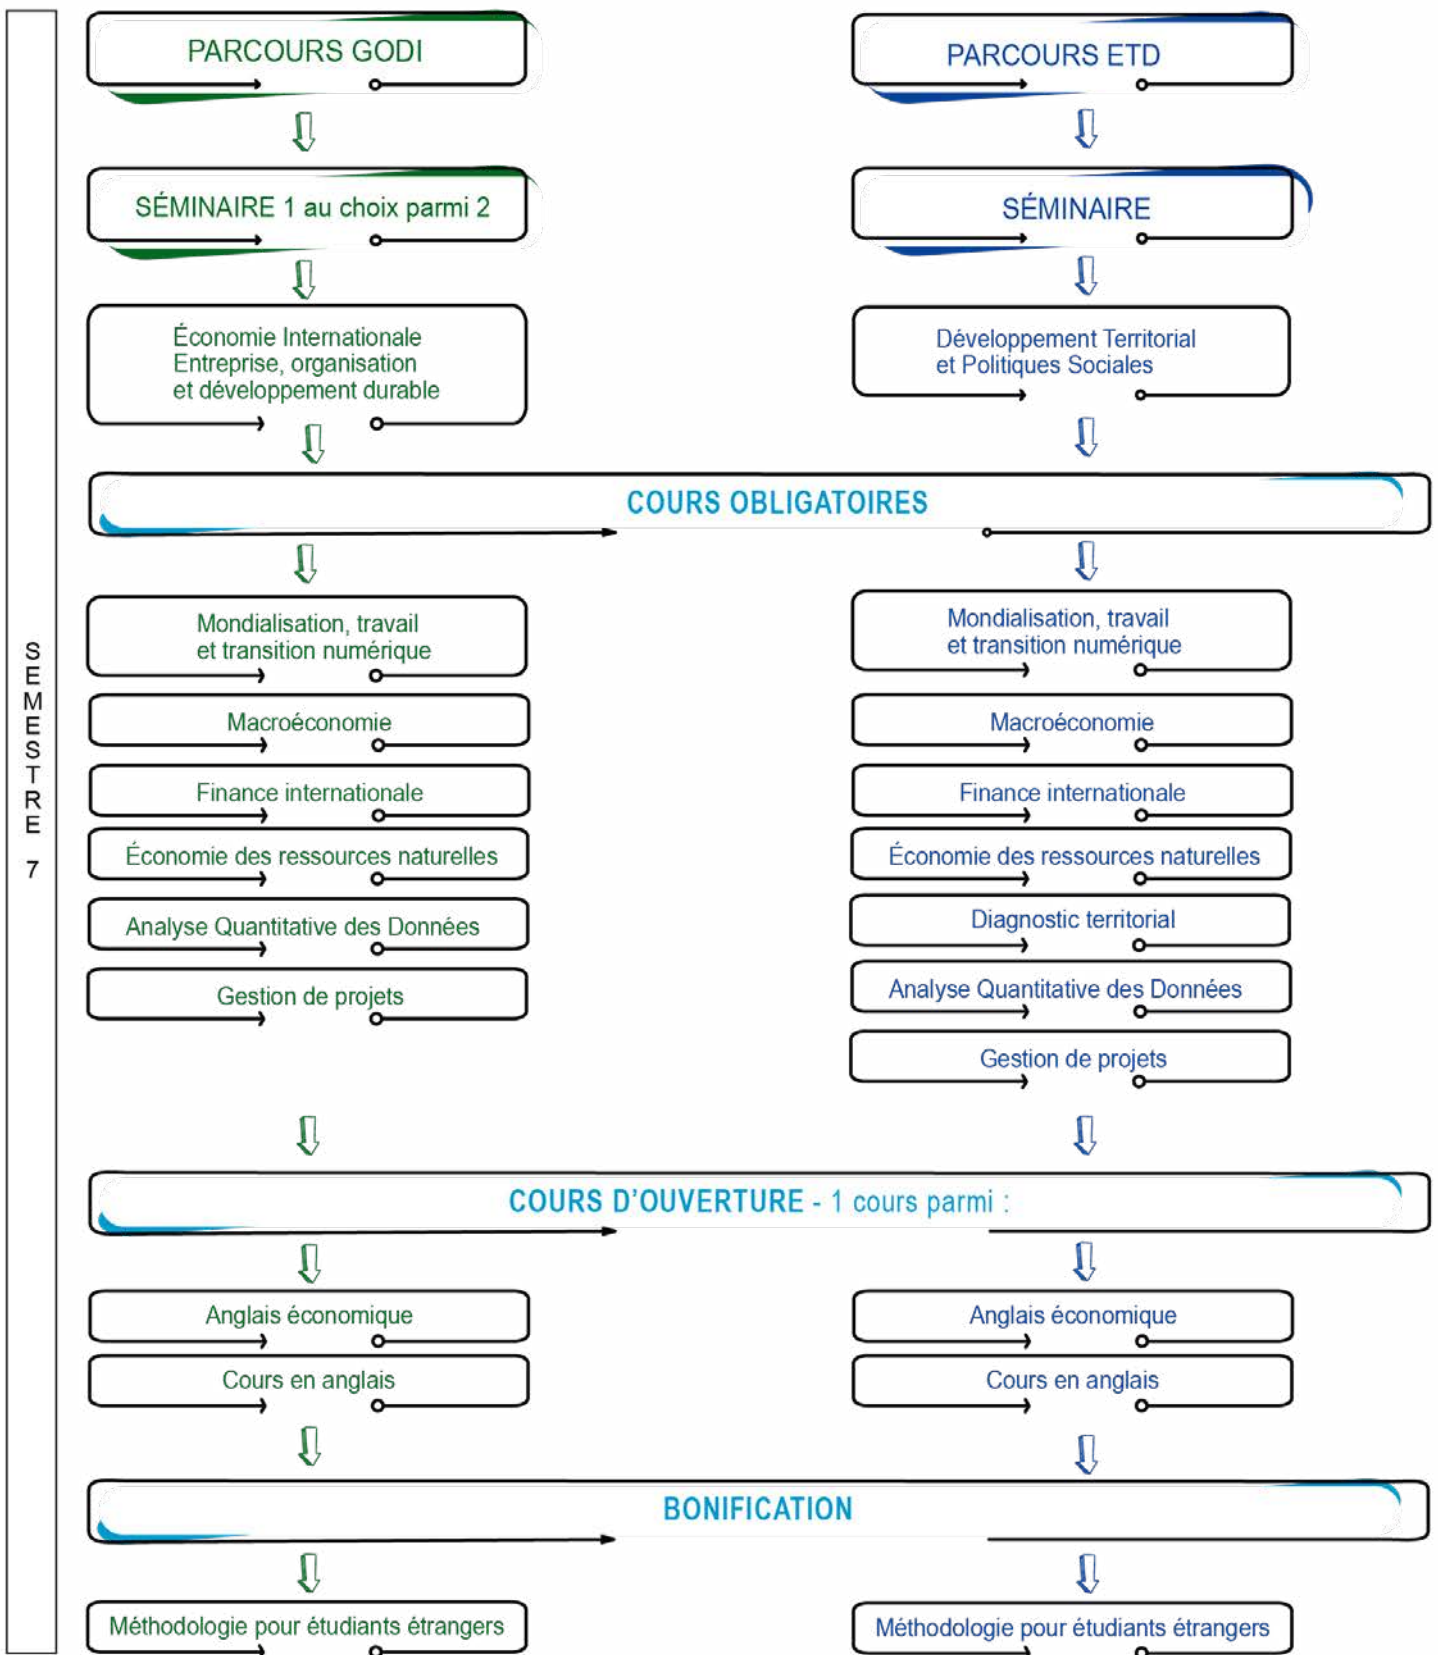 SEMESTRE 7
PARCOURS GODI
SÉMINAIRE 1 au choix parmi 2
Économie Internationale
Entreprise, organisation
et développement durable
PARCOURS ETD
SÉMINAIRE
Développement Territorial
et Politiques Sociales
COURS OBLIGATOIRES
Mondialisation, travail
et transition numérique
Macroéconomie
Finance internationale
Économie des ressources naturelles
Analyse Quantitative des Données
Gestion de projets
Mondialisation, travail
et transition numérique
Macroéconomie
Finance internationale
Économie des ressources naturelles
Diagnostic territorial
Analyse Quantitative des Données
Gestion de projets
COURS D'OUVERTURE - 1 cours parmi :
Anglais économique
Cours en anglais
Anglais économique
Cours en anglais
BONIFICATION
Méthodologie pour étudiants étrangers
Méthodologie pour étudiants étrangers